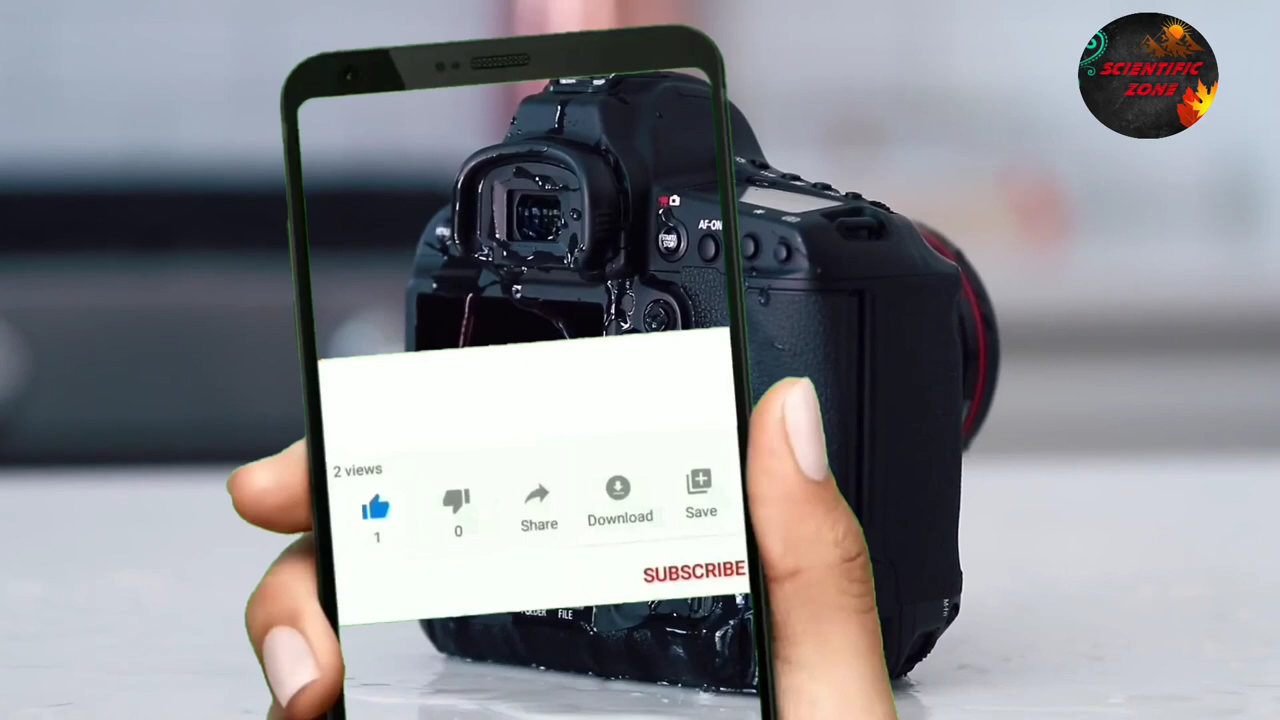 SCIENTIFIC
ZONE
START/
STOP
AF-ON
2 views
1
0
Share
Download
Save
SUBSCRIBE
FILE